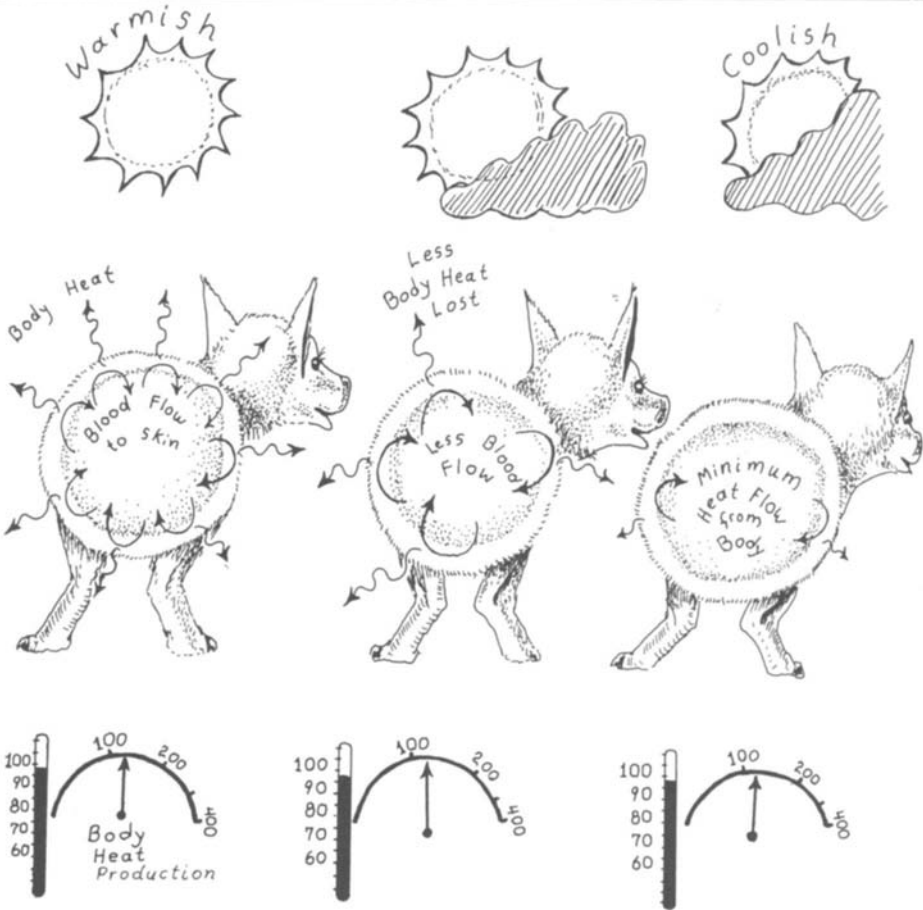 Warmish
Coolish
Body Heat
Less
Body Heat
Lost
Blood Flow
to skin
Less Blood
Flow
Minimum
Heat Flow
from
Body
100
90
80
70
60
100
200
400
Body
Heat
Production
100
90
80
70
60
100
200
400
100
90
80
70
60
100
200
400